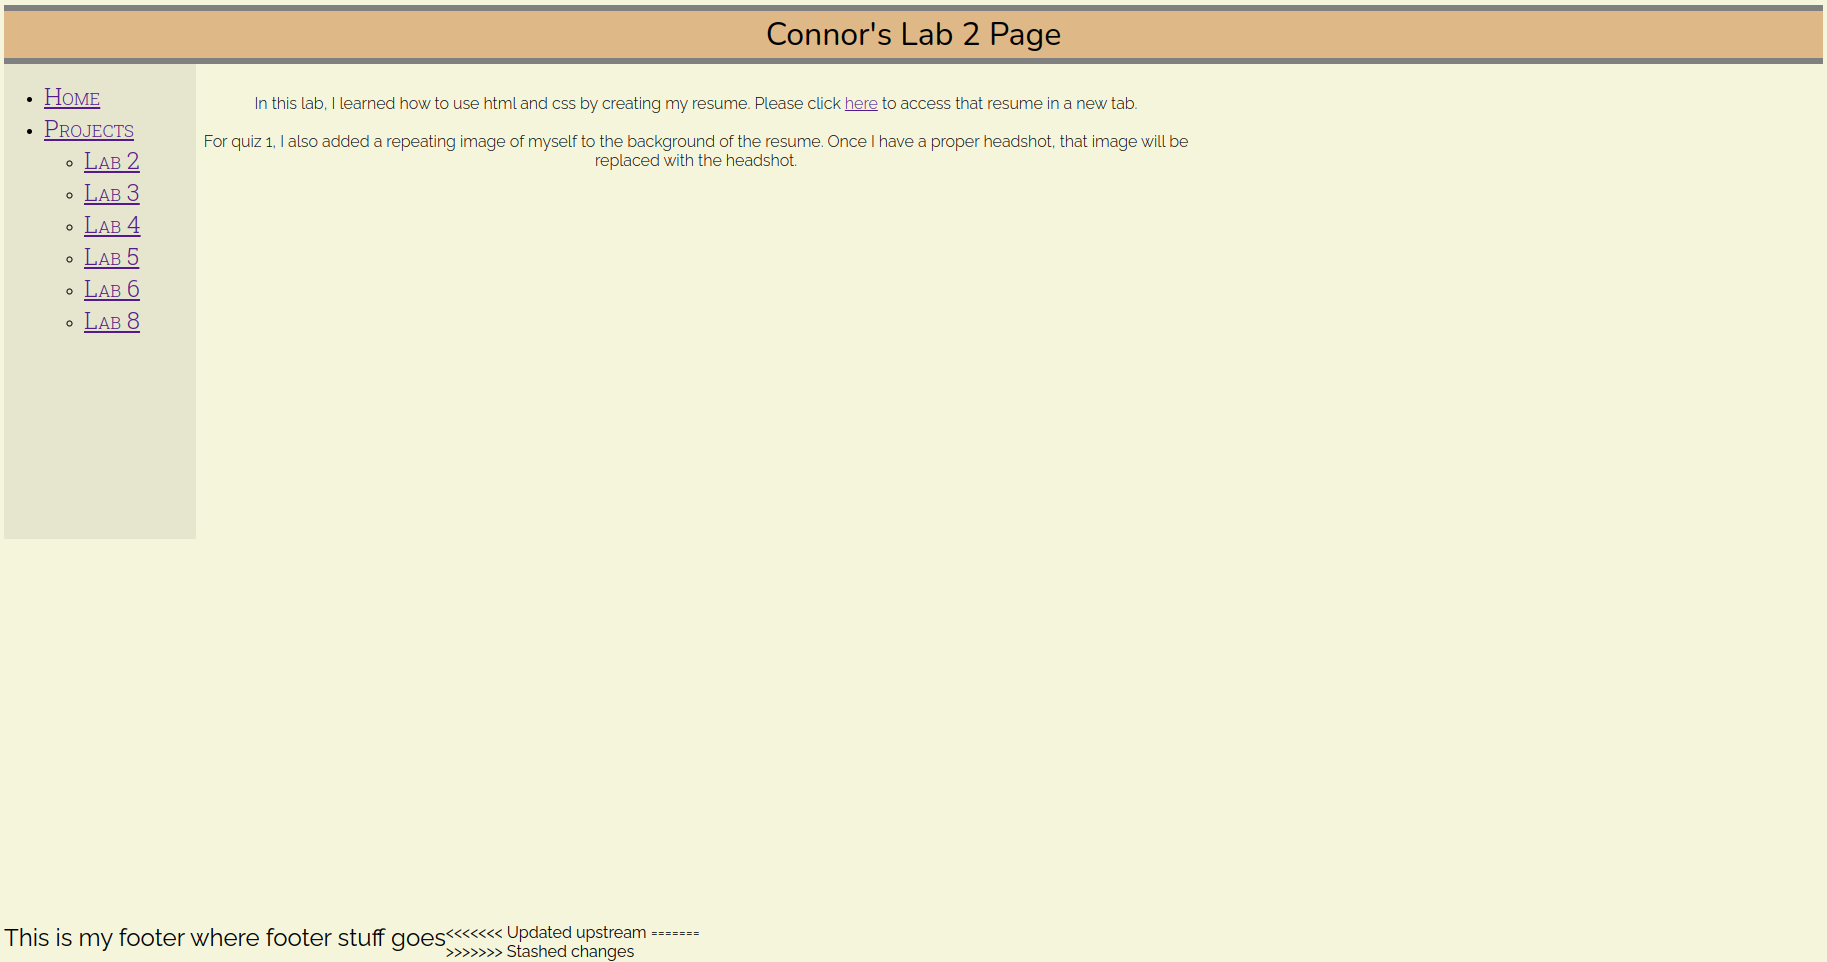 Connor's Lab 2 Page
Home
Projects
Lab 2
Lab 3
Lab 4
Lab 5
Lab 6
Lab 8
In this lab, I learned how to use html and css by creating my resume. Please click here to access that resume in a new tab.
For quiz 1, I also added a repeating image of myself to the background of the resume. Once I have a proper headshot, that image will be
replaced with the headshot.
This is my footer where footer stuff goes
<<<<<<< Updated upstream =======
>>>>>>> Stashed changes